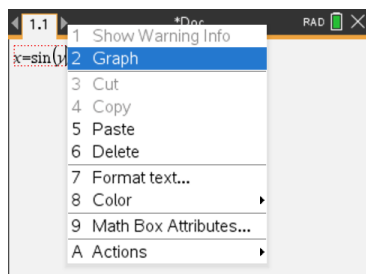 1.1
*Doc
RAD
x=sin(y
1 Show Warning Info
2 Graph
3 Cut
4 Copy
5 Paste
6 Delete
7 Format text...
8 Color
9 Math Box Attributes...
A Actions